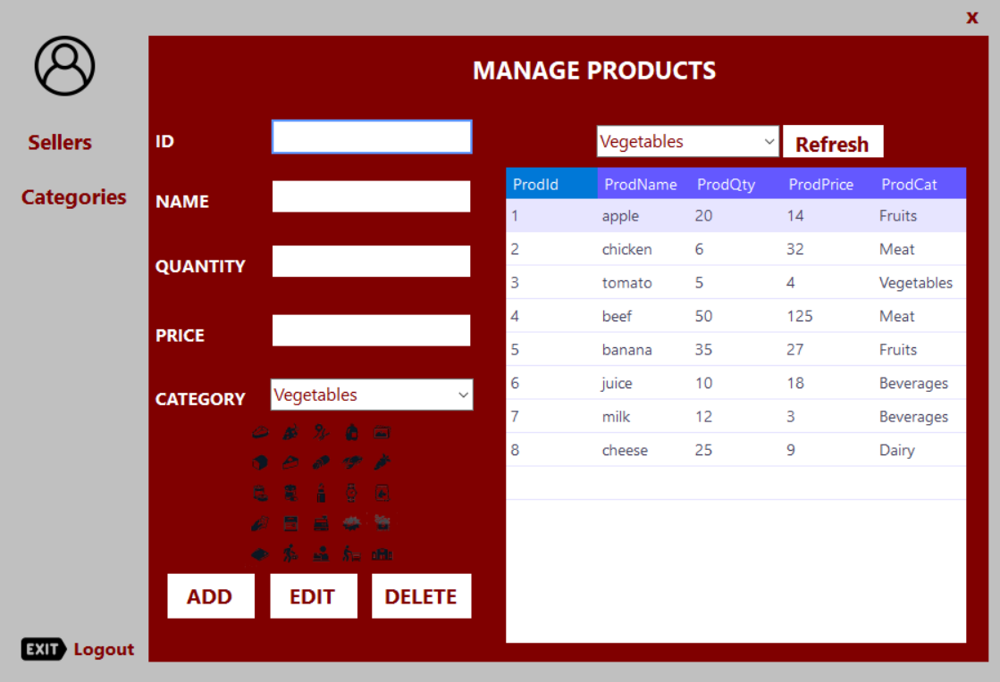 x
MANAGE PRODUCTS
Sellers
Categories
EXIT Logout
ID
NAME
QUANTITY
PRICE
CATEGORY Vegetables
ADD EDIT DELETE
Vegetables Refresh
ProdId ProdName ProdQty ProdPrice ProdCat
1 apple 20 14 Fruits
2 chicken 6 32 Meat
3 tomato 5 4 Vegetables
4 beef 50 125 Meat
5 banana 35 27 Fruits
6 juice 10 18 Beverages
7 milk 12 3 Beverages
8 cheese 25 9 Dairy